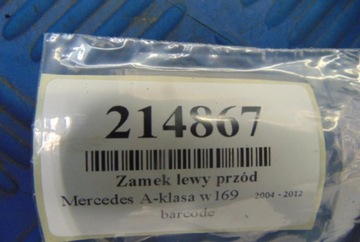 214867
Zamek lewy przód
Mercedes A-klasa w169 2004 - 2012
barcode